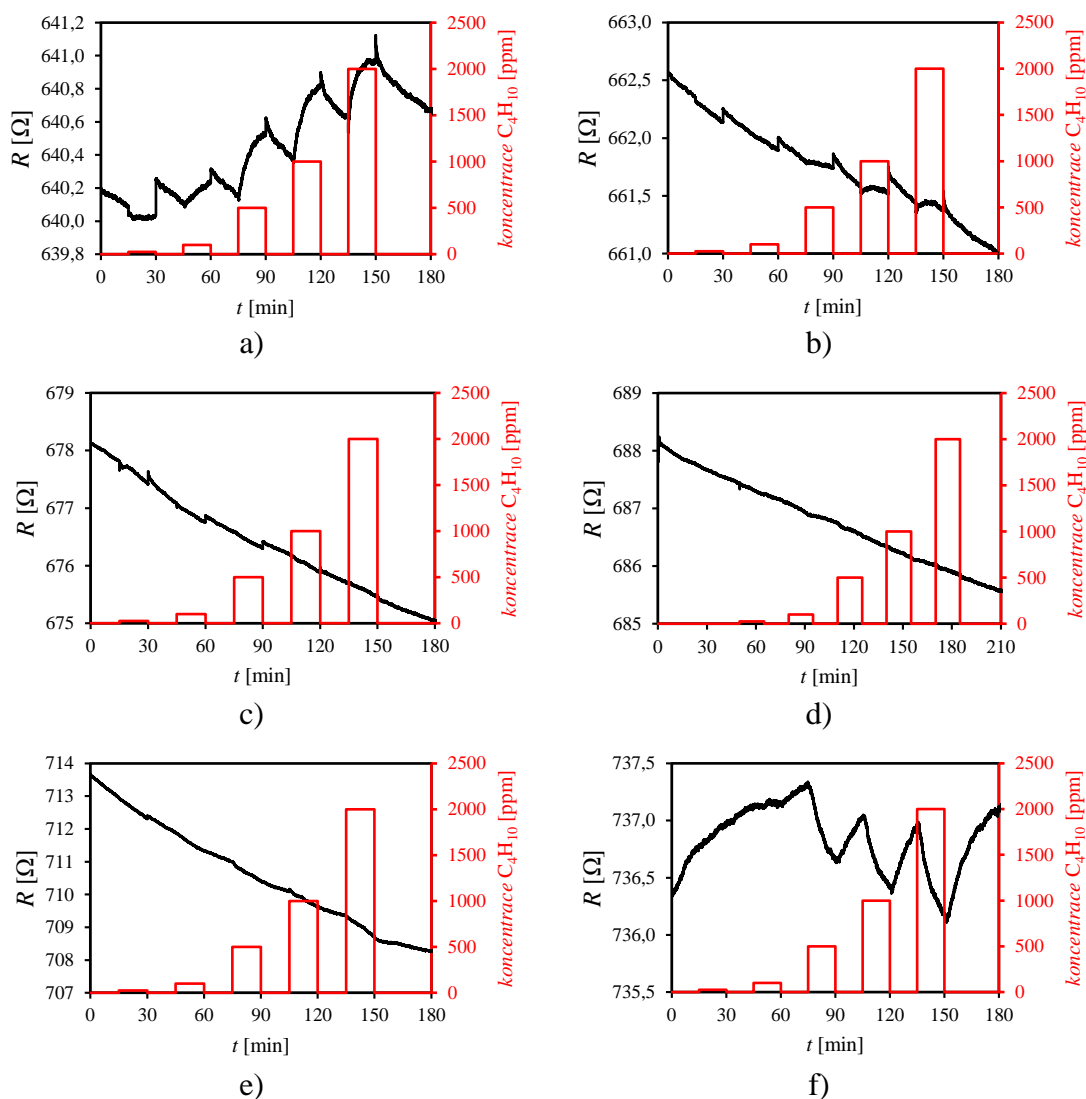 641,2
641,0
640,8
640,6
640,4
640,2
640,0
639,8
R [Ω]
0 30 60 90 120 150 180
t [min]
2500
2000
1500
1000
500
0
koncentrace C₄H₁₀ [ppm]
a)
663,0
662,5
662,0
661,5
661,0
R [Ω]
0 30 60 90 120 150 180
t [min]
2500
2000
1500
1000
500
0
koncentrace C₄H₁₀ [ppm]
b)
679
678
677
676
675
R [Ω]
0 30 60 90 120 150 180
t [min]
2500
2000
1500
1000
500
0
koncentrace C₄H₁₀ [ppm]
c)
689
688
687
686
685
R [Ω]
0 30 60 90 120 150 180 210
t [min]
2500
2000
1500
1000
500
0
koncentrace C₄H₁₀ [ppm]
d)
714
713
712
711
710
709
708
707
R [Ω]
0 30 60 90 120 150 180
t [min]
2500
2000
1500
1000
500
0
koncentrace C₄H₁₀ [ppm]
e)
737,5
737,0
736,5
736,0
735,5
R [Ω]
0 30 60 90 120 150 180
t [min]
2500
2000
1500
1000
500
0
koncentrace C₄H₁₀ [ppm]
f)